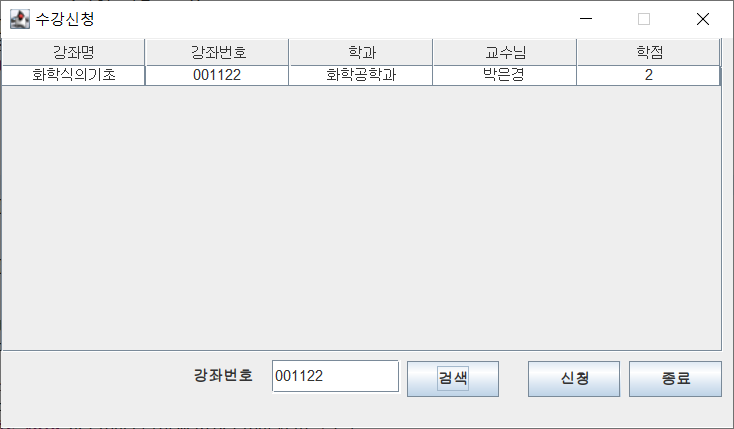 수강신청
강좌명 강좌번호 학과 교수님 학점
화학식의기초 001122 화학공학과 박은경 2
강좌번호 001122 검색 신청 종료